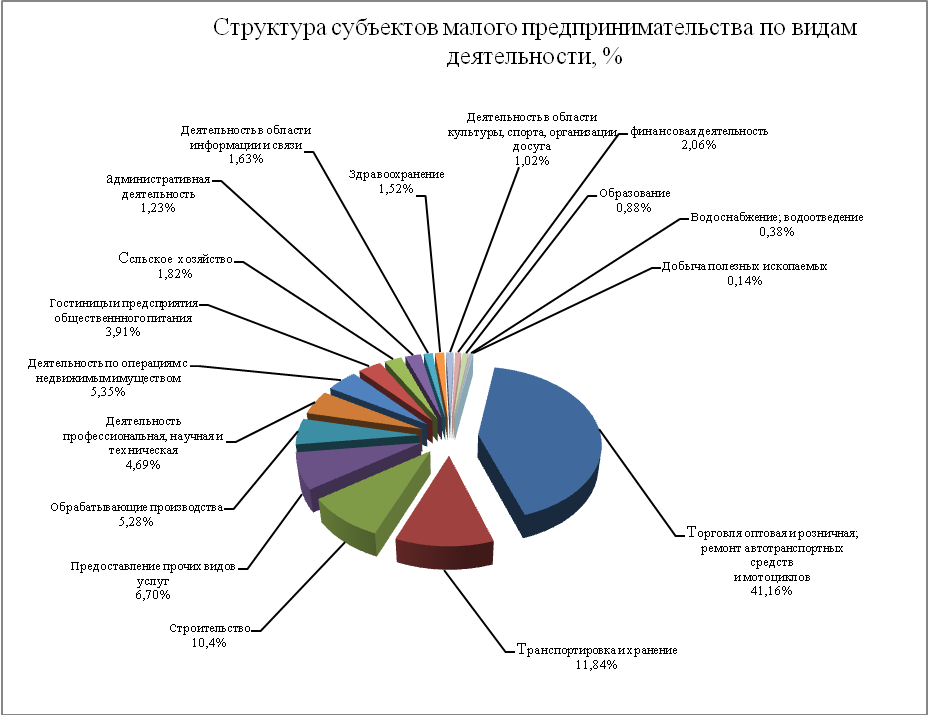 Структура субъектов малого предпринимательства по видам
деятельности, %
Деятельность в области
информации и связи
1,63%
Деятельность в области
культуры, спорта, организации
досуга
1,02%
финансовая деятельность
2,06%
Здравоохранение
1,52%
административная
деятельность
1,23%
Образование
0,88%
Водоснабжение; водоотведение
0,38%
Ссльское хозяйство
1,82%
Добыча полезных ископаемых
0,14%
Гостиницы и предсприятия
общественнного питания
3,91%
Деятельность по операциям с
недвижимым имуществом
5,35%
Деятельность
профессиональная, научная и
техническая
4,69%
Обрабатывающие производства
5,28%
Торговля оптовая и розничная;
ремонт автотранспортных
средств
и мотоциклов
41,16%
Предоставление прочих видов
услуг
6,70%
Строительство
10,4%
Транспортировка и хранение
11,84%